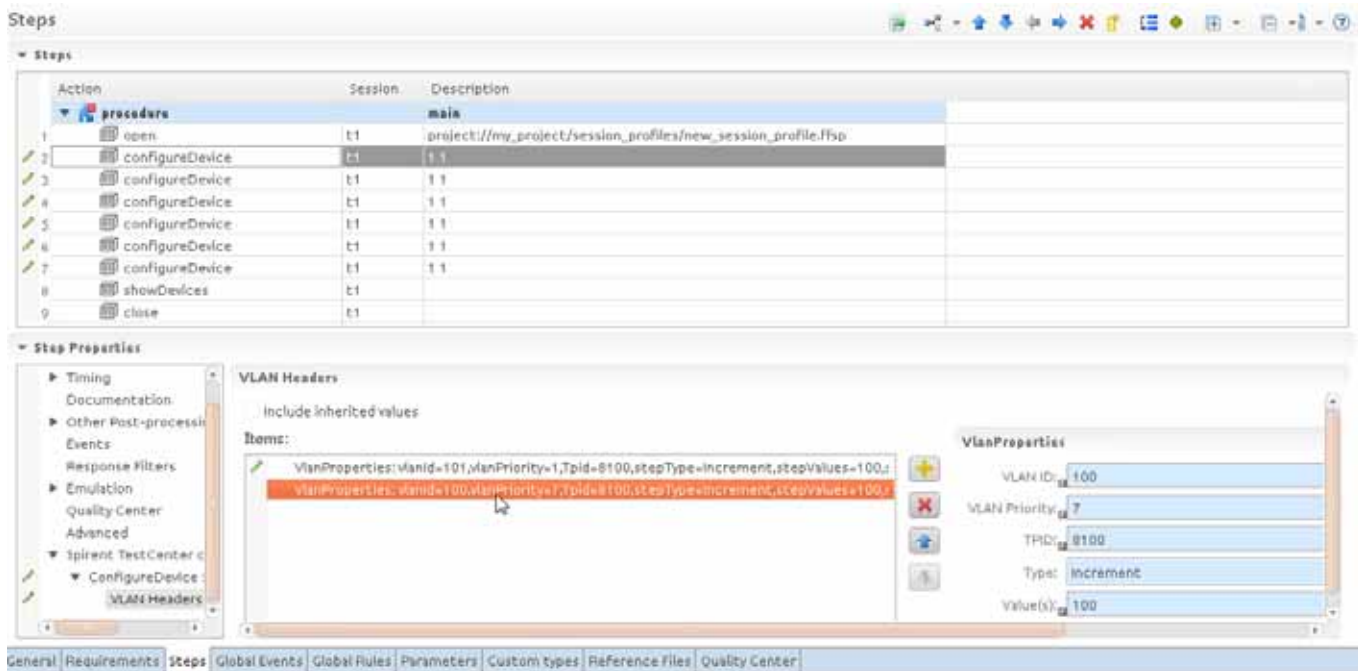 Steps
Steps
Action Session Description
procedure main
1 open t1 project://my_project/session_profiles/new_session_profile.ffsp
2 configureDevice t1 1 1
3 configureDevice t1 1 1
4 configureDevice t1 1 1
5 configureDevice t1 1 1
6 configureDevice t1 1 1
7 configureDevice t1 1 1
8 showDevices t1
9 close t1
Step Properties
Timing
Documentation
Other Post-processin
Events
Response Filters
Emulation
Quality Center
Advanced
Spirent TestCenter c
ConfigureDevice
VLAN Headers
VLAN Headers
Include inherited values
Items:
VlanProperties: vlanId=101,vlanPriority=1,Tpid=8100,stepType=Increment,stepValues=100,
VlanProperties: vlanId=100,vlanPriority=7,Tpid=8100,stepType=Increment,stepValues=100,
VlanProperties
VLAN ID: 100
VLAN Priority: 7
TPID: 8100
Type: Increment
Value(s): 100
General Requirements Steps Global Events Global Rules Parameters Custom types Reference Files Quality Center